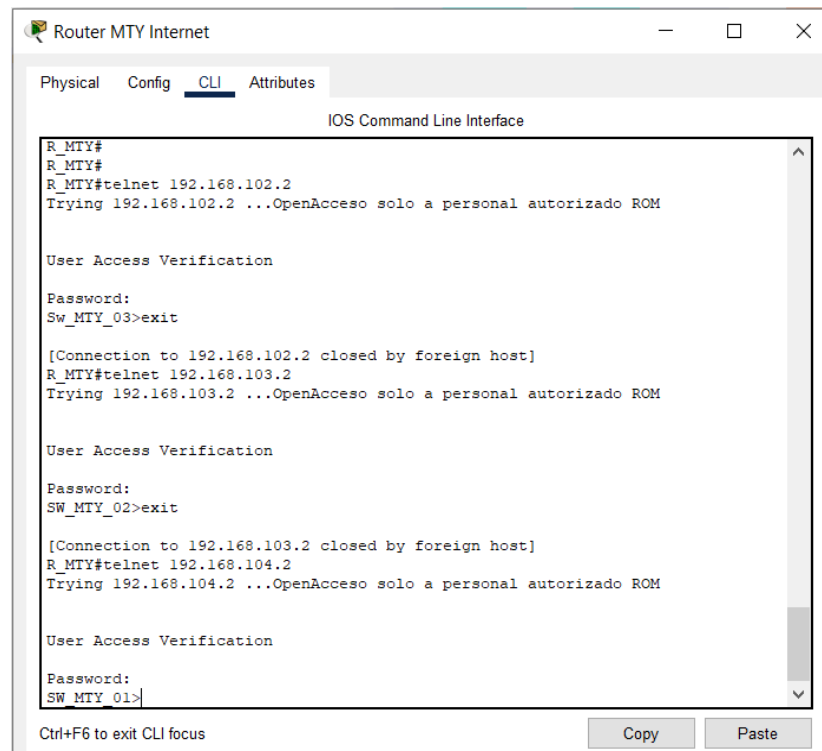 Router MTY Internet
Physical Config CLI Attributes
IOS Command Line Interface
R_MTY#
R_MTY#
R_MTY#telnet 192.168.102.2
Trying 192.168.102.2 ...OpenAcceso solo a personal autorizado ROM
User Access Verification
Password:
Sw_MTY_03>exit
[Connection to 192.168.102.2 closed by foreign host]
R_MTY#telnet 192.168.103.2
Trying 192.168.103.2 ...OpenAcceso solo a personal autorizado ROM
User Access Verification
Password:
SW_MTY_02>exit
[Connection to 192.168.103.2 closed by foreign host]
R_MTY#telnet 192.168.104.2
Trying 192.168.104.2 ...OpenAcceso solo a personal autorizado ROM
User Access Verification
Password:
SW_MTY_01>
Ctrl+F6 to exit CLI focus Copy Paste